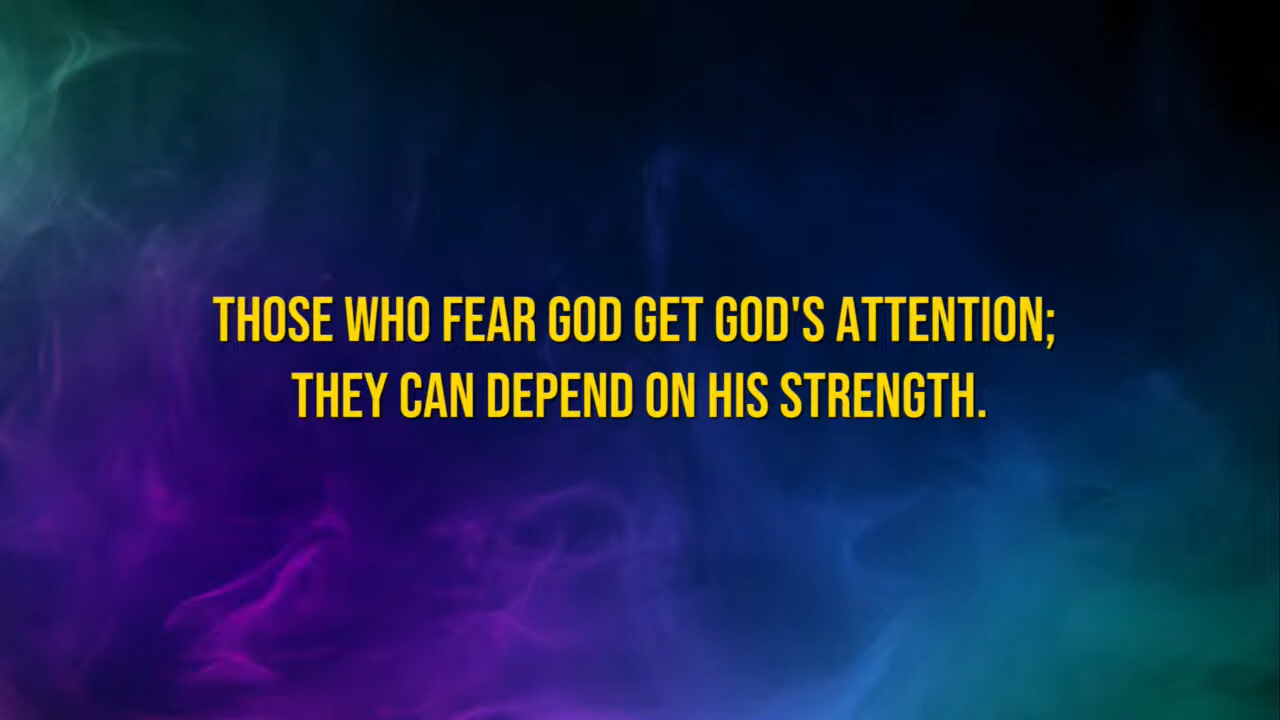 THOSE WHO FEAR GOD GET GOD'S ATTENTION;
THEY CAN DEPEND ON HIS STRENGTH.